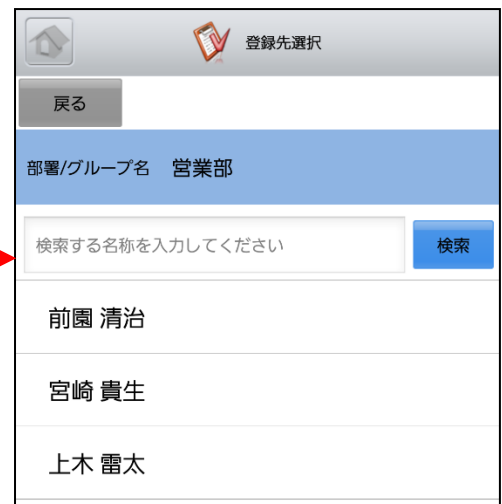 登録先選択
戻る
部署/グループ名 営業部
検索する名称を入力してください 検索
前園 清治
宮崎 貴生
上木 雷太